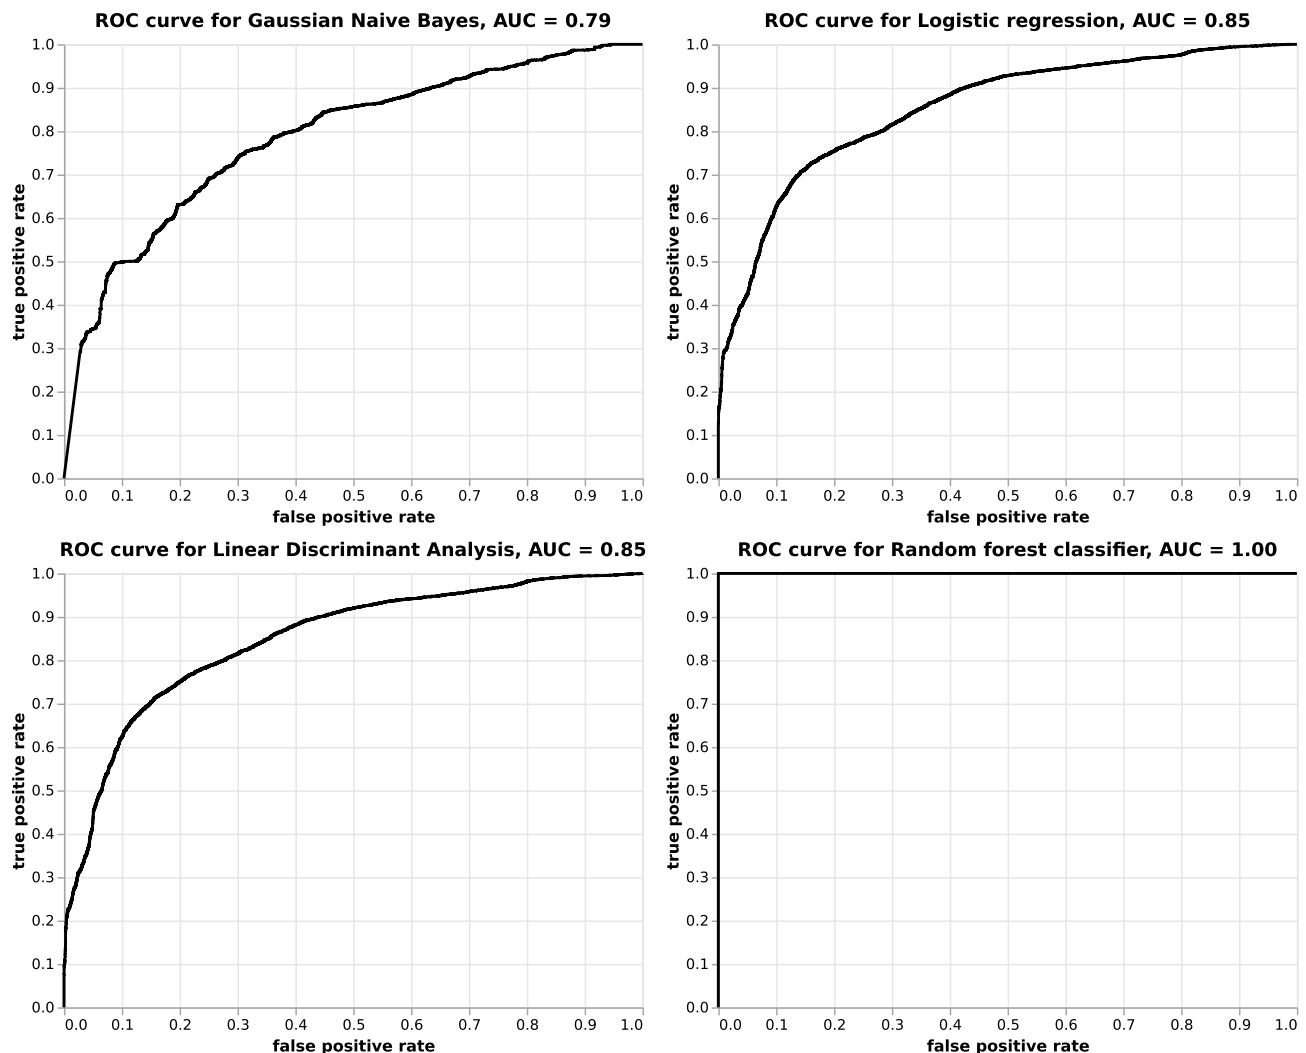 ROC curve for Gaussian Naive Bayes, AUC = 0.79
1.0
0.9
0.8
0.7
0.6
0.5
0.4
0.3
0.2
0.1
0.0
true positive rate
0.0 0.1 0.2 0.3 0.4 0.5 0.6 0.7 0.8 0.9 1.0
false positive rate
ROC curve for Logistic regression, AUC = 0.85
1.0
0.9
0.8
0.7
0.6
0.5
0.4
0.3
0.2
0.1
0.0
true positive rate
0.0 0.1 0.2 0.3 0.4 0.5 0.6 0.7 0.8 0.9 1.0
false positive rate
ROC curve for Linear Discriminant Analysis, AUC = 0.85
1.0
0.9
0.8
0.7
0.6
0.5
0.4
0.3
0.2
0.1
0.0
true positive rate
0.0 0.1 0.2 0.3 0.4 0.5 0.6 0.7 0.8 0.9 1.0
false positive rate
ROC curve for Random forest classifier, AUC = 1.00
1.0
0.9
0.8
0.7
0.6
0.5
0.4
0.3
0.2
0.1
0.0
true positive rate
0.0 0.1 0.2 0.3 0.4 0.5 0.6 0.7 0.8 0.9 1.0
false positive rate